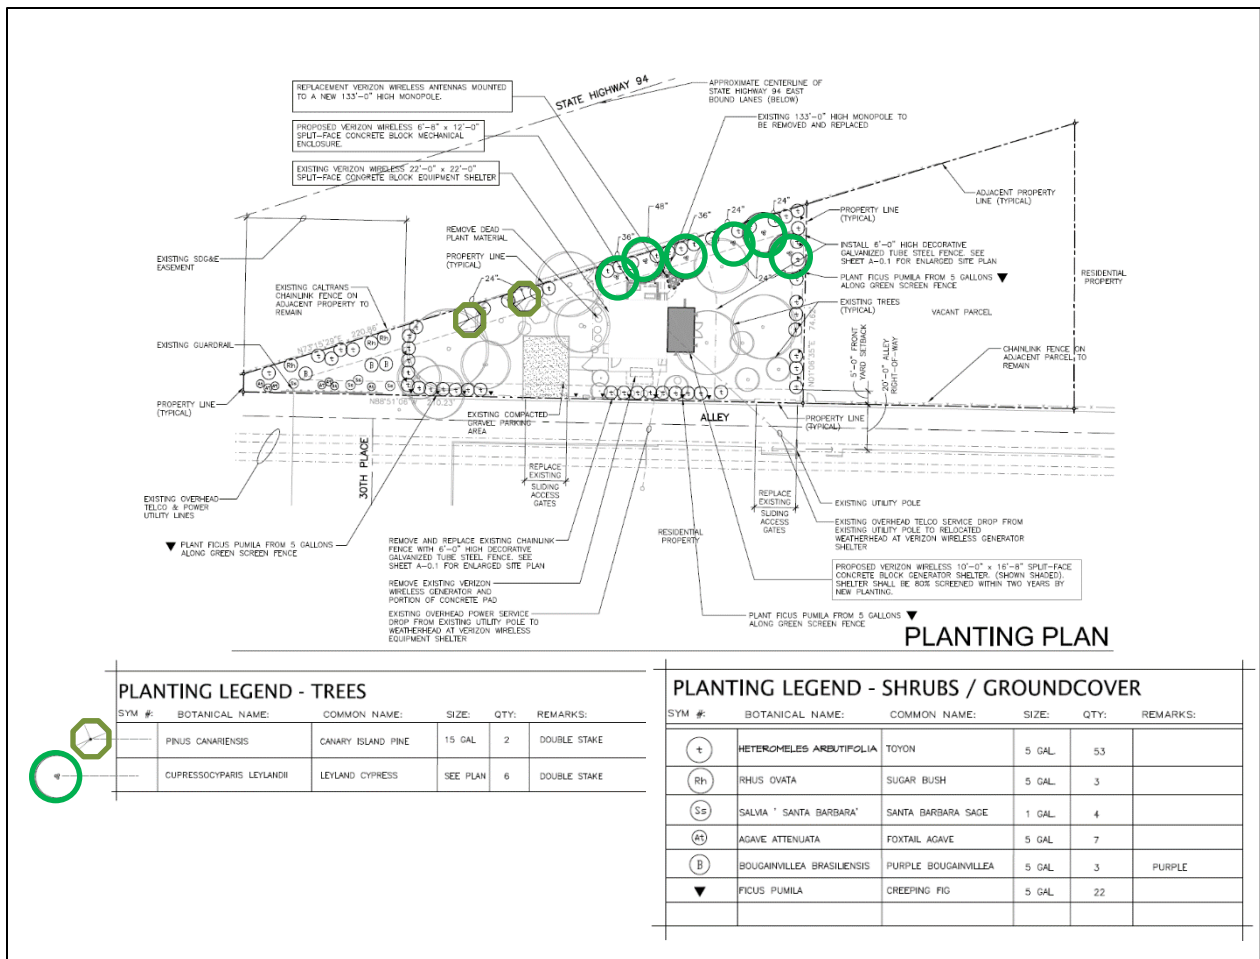 REPLACEMENT VERIZON WIRELESS ANTENNAS MOUNTED
TO A NEW 133'-0" HIGH MONOPOLE.
PROPOSED VERIZON WIRELESS 6'-8" x 12'-0"
SPLIT-FACE CONCRETE BLOCK MECHANICAL
ENCLOSURE.
EXISTING VERIZON WIRELESS 22'-0" x 22'-0"
SPLIT-FACE CONCRETE BLOCK EQUIPMENT SHELTER
STATE HIGHWAY 94
APPROXIMATE CENTERLINE OF
STATE HIGHWAY 94 EAST
BOUND LANES (BELOW)
EXISTING 133'-0" HIGH MONOPOLE TO
BE REMOVED AND REPLACED
ADJACENT PROPERTY
LINE (TYPICAL)
PROPERTY LINE
(TYPICAL)
INSTALL 6'-0" HIGH DECORATIVE
GALVANIZED TUBE STEEL FENCE. SEE
SHEET A-0.1 FOR ENLARGED SITE PLAN
PLANT FICUS PUMILA FROM 5 GALLONS ▼
ALONG GREEN SCREEN FENCE
RESIDENTIAL
PROPERTY
EXISTING TREES
(TYPICAL)
VACANT PARCEL
CHAINLINK FENCE ON
ADJACENT PARCEL TO
REMAIN
REMOVE DEAD
PLANT MATERIAL
PROPERTY LINE
(TYPICAL)
24"
36"
48"
36"
24"
24"
24"
EXISTING SDG&E
EASEMENT
EXISTING CALTRANS
CHAINLINK FENCE ON
ADJACENT PROPERTY TO
REMAIN
EXISTING GUARDRAIL
N73°15'29"E 220.86'
PROPERTY LINE
(TYPICAL)
N88°51'08"
210.23'
N01°06'35"E 74.62'
5'-0" FRONT
YARD SETBACK
20'-0" ALLEY
RIGHT-OF-WAY
EXISTING COMPACTED
GRAVEL PARKING
AREA
ALLEY
PROPERTY LINE
(TYPICAL)
30TH PLACE
REPLACE
EXISTING
SLIDING
ACCESS
GATES
REPLACE
EXISTING
SLIDING
ACCESS
GATES
EXISTING OVERHEAD
TELCO & POWER
UTILITY LINES
▼ PLANT FICUS PUMILA FROM 5 GALLONS
ALONG GREEN SCREEN FENCE
REMOVE AND REPLACE EXISTING CHAINLINK
FENCE WITH 6'-0" HIGH DECORATIVE
GALVANIZED TUBE STEEL FENCE. SEE
SHEET A-0.1 FOR ENLARGED SITE PLAN
REMOVE EXISTING VERIZON
WIRELESS GENERATOR AND
PORTION OF CONCRETE PAD
EXISTING OVERHEAD POWER SERVICE
DROP FROM EXISTING UTILITY POLE TO
WEATHERHEAD AT VERIZON WIRELESS
EQUIPMENT SHELTER
RESIDENTIAL
PROPERTY
EXISTING UTILITY POLE
EXISTING OVERHEAD TELCO SERVICE DROP FROM
EXISTING UTILITY POLE TO RELOCATED
WEATHERHEAD AT VERIZON WIRELESS GENERATOR
SHELTER
PROPOSED VERIZON WIRELESS 10'-0" x 16'-8" SPLIT-FACE
CONCRETE BLOCK GENERATOR SHELTER. (SHOWN SHADED).
SHELTER SHALL BE 80% SCREENED WITHIN TWO YEARS BY
NEW PLANTING.
PLANT FICUS PUMILA FROM 5 GALLONS ▼
ALONG GREEN SCREEN FENCE
PLANTING PLAN
PLANTING LEGEND - TREES
SYM #: BOTANICAL NAME: COMMON NAME: SIZE: QTY: REMARKS:
PINUS CANARIENSIS CANARY ISLAND PINE 15 GAL 2 DOUBLE STAKE
CUPRESSOCYPARIS LEYLANDII LEYLAND CYPRESS SEE PLAN 6 DOUBLE STAKE
PLANTING LEGEND - SHRUBS / GROUNDCOVER
SYM #: BOTANICAL NAME: COMMON NAME: SIZE: QTY: REMARKS:
t HETEROMELES ARBUTIFOLIA TOYON 5 GAL. 53
Rh RHUS OVATA SUGAR BUSH 5 GAL. 3
Ss SALVIA ' SANTA BARBARA' SANTA BARBARA SAGE 1 GAL. 4
At AGAVE ATTENUATA FOXTAIL AGAVE 5 GAL 7
B BOUGAINVILLEA BRASILIENSIS PURPLE BOUGAINVILLEA 5 GAL 3 PURPLE
▼ FICUS PUMILA CREEPING FIG 5 GAL 22